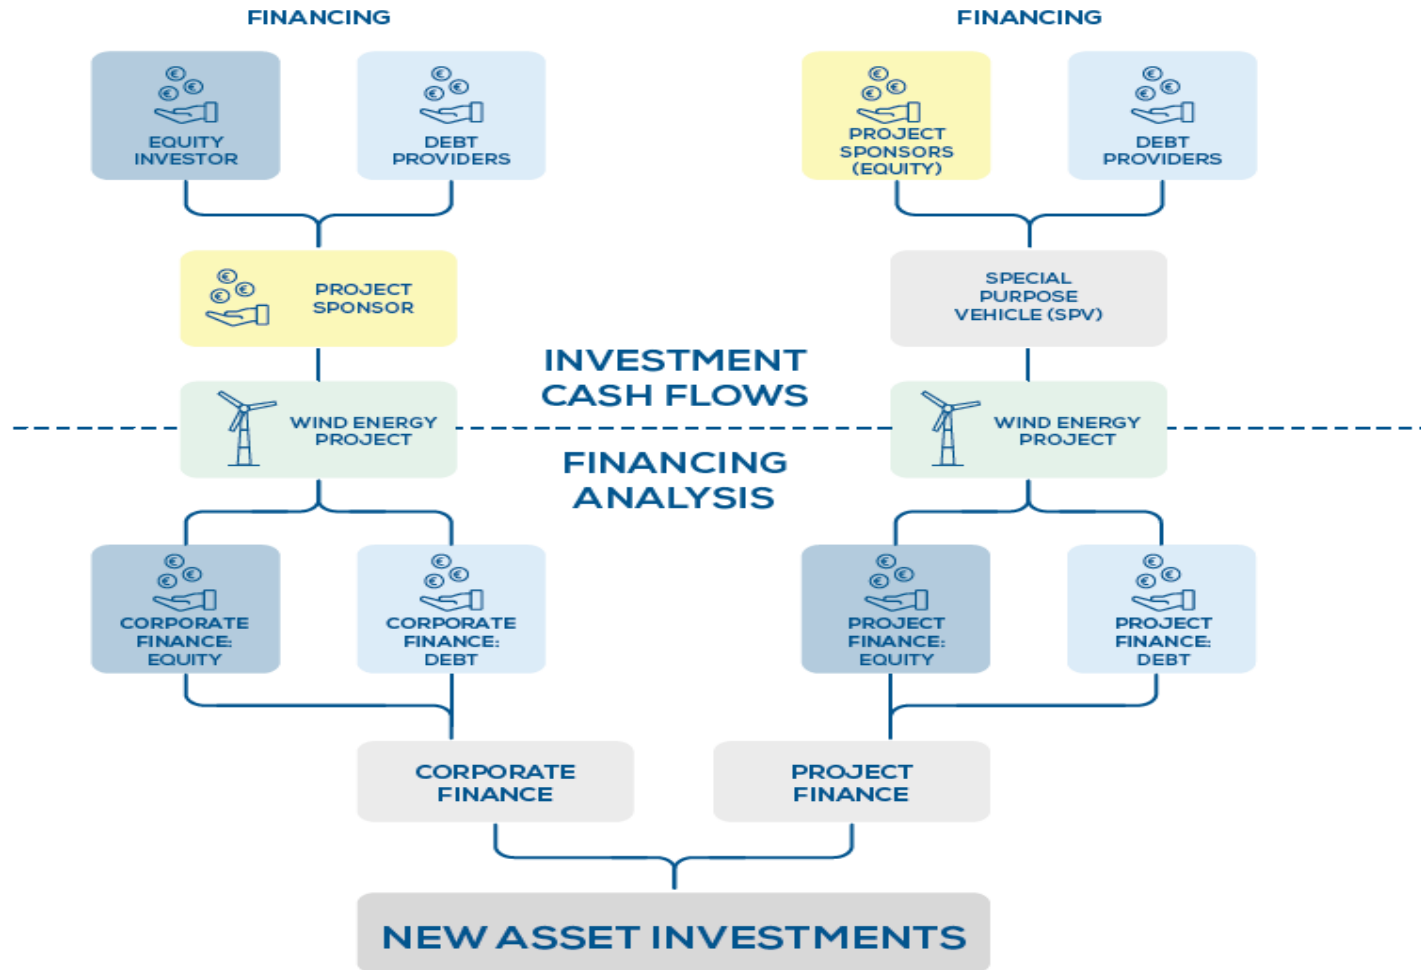 FINANCING
FINANCING
EQUITY
INVESTOR
DEBT
PROVIDERS
PROJECT
SPONSORS
(EQUITY)
DEBT
PROVIDERS
PROJECT
SPONSOR
SPECIAL
PURPOSE
VEHICLE (SPV)
INVESTMENT
CASH FLOWS
WIND ENERGY
PROJECT
WIND ENERGY
PROJECT
FINANCING
ANALYSIS
CORPORATE
FINANCE:
EQUITY
CORPORATE
FINANCE:
DEBT
PROJECT
FINANCE:
EQUITY
PROJECT
FINANCE:
DEBT
CORPORATE
FINANCE
PROJECT
FINANCE
NEW ASSET INVESTMENTS